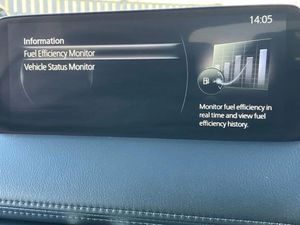 14:05
Information
Fuel Efficiency Monitor
Vehicle Status Monitor
Monitor fuel efficiency in
real time and view fuel
efficiency history.